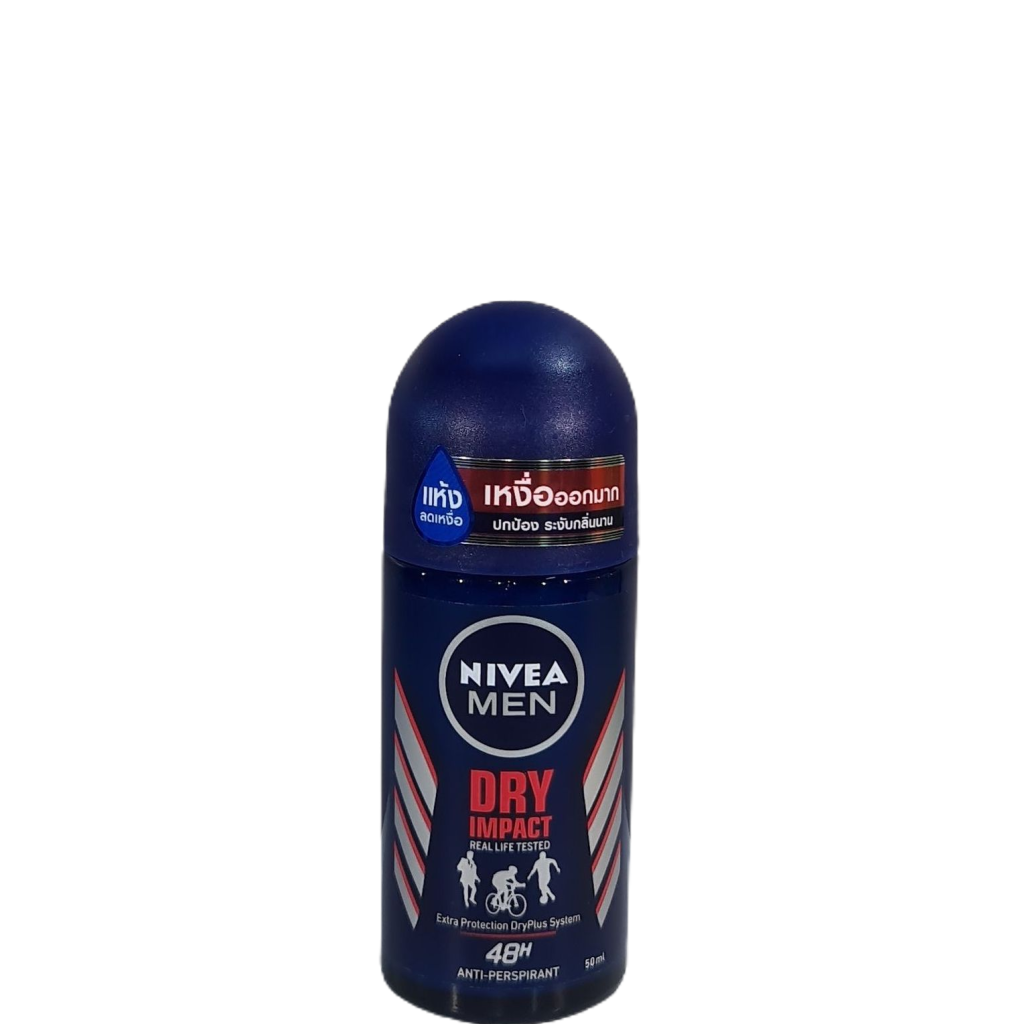 แห้ง
ลดเหงื่อ
เหงื่อออกมาก
ปกป้อง ระงับกลิ่นนาน
NIVEA
MEN
DRY
IMPACT
REAL LIFE TESTED
Extra Protection DryPlus System
48H
ANTI-PERSPIRANT
50 ml.